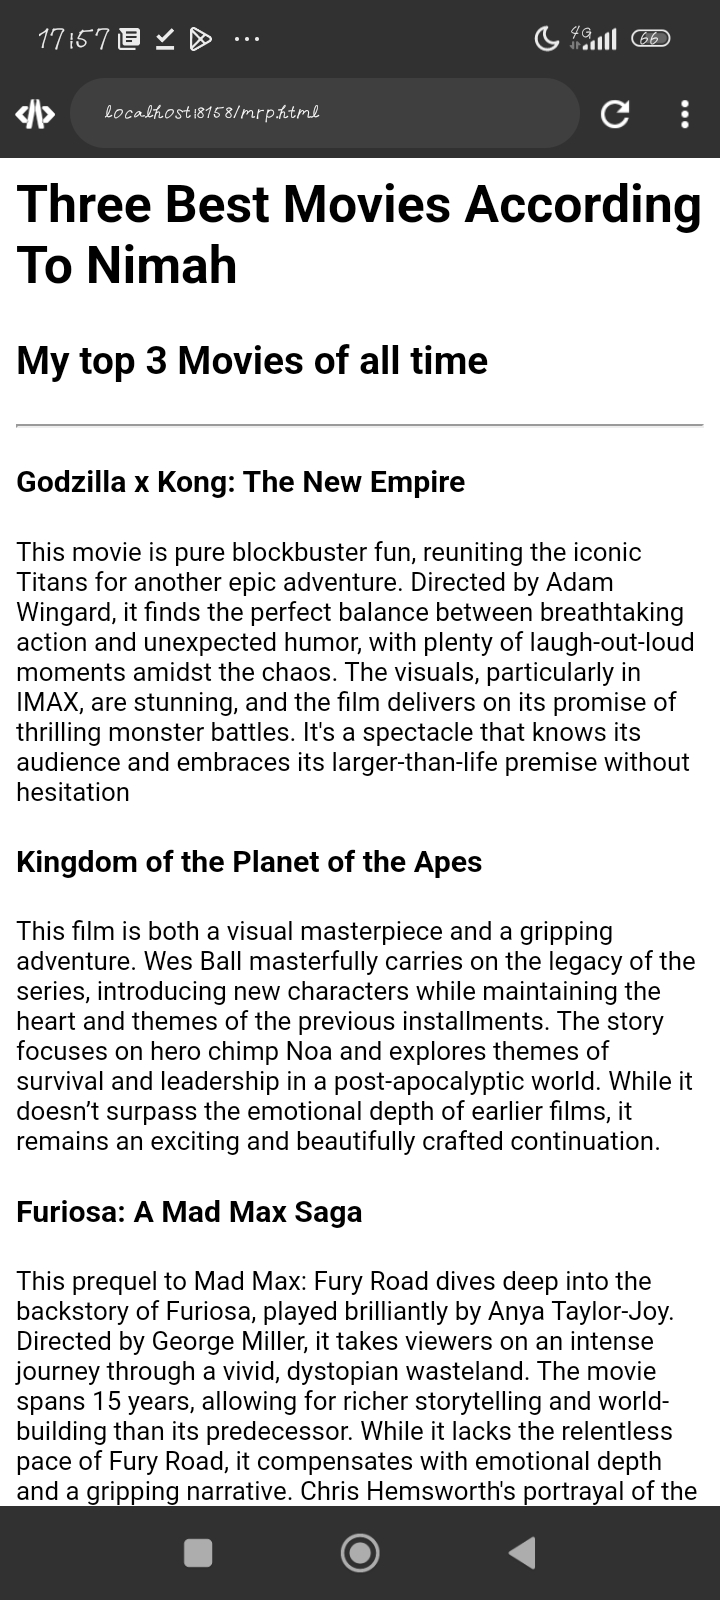 17:57
4G
66
localhost:8158/mrp.html
Three Best Movies According
To Nimah
My top 3 Movies of all time
Godzilla x Kong: The New Empire
This movie is pure blockbuster fun, reuniting the iconic
Titans for another epic adventure. Directed by Adam
Wingard, it finds the perfect balance between breathtaking
action and unexpected humor, with plenty of laugh-out-loud
moments amidst the chaos. The visuals, particularly in
IMAX, are stunning, and the film delivers on its promise of
thrilling monster battles. It's a spectacle that knows its
audience and embraces its larger-than-life premise without
hesitation
Kingdom of the Planet of the Apes
This film is both a visual masterpiece and a gripping
adventure. Wes Ball masterfully carries on the legacy of the
series, introducing new characters while maintaining the
heart and themes of the previous installments. The story
focuses on hero chimp Noa and explores themes of
survival and leadership in a post-apocalyptic world. While it
doesn’t surpass the emotional depth of earlier films, it
remains an exciting and beautifully crafted continuation.
Furiosa: A Mad Max Saga
This prequel to Mad Max: Fury Road dives deep into the
backstory of Furiosa, played brilliantly by Anya Taylor-Joy.
Directed by George Miller, it takes viewers on an intense
journey through a vivid, dystopian wasteland. The movie
spans 15 years, allowing for richer storytelling and world-
building than its predecessor. While it lacks the relentless
pace of Fury Road, it compensates with emotional depth
and a gripping narrative. Chris Hemsworth's portrayal of the